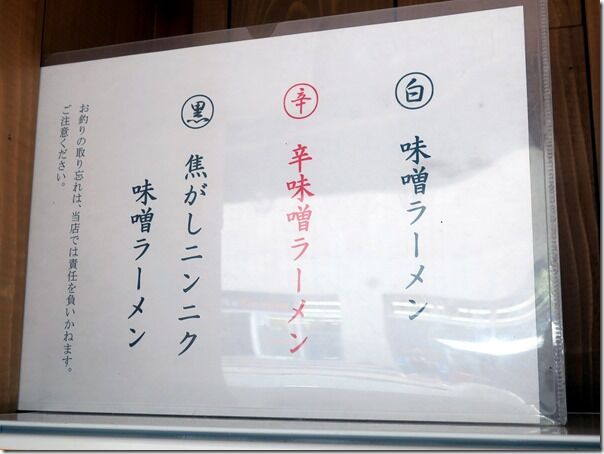 白 味噌ラーメン
辛 辛味噌ラーメン
黒 焦がしニンニク
味噌ラーメン
お釣りの取り忘れは、当店では責任を負いかねます。
ご注意ください。